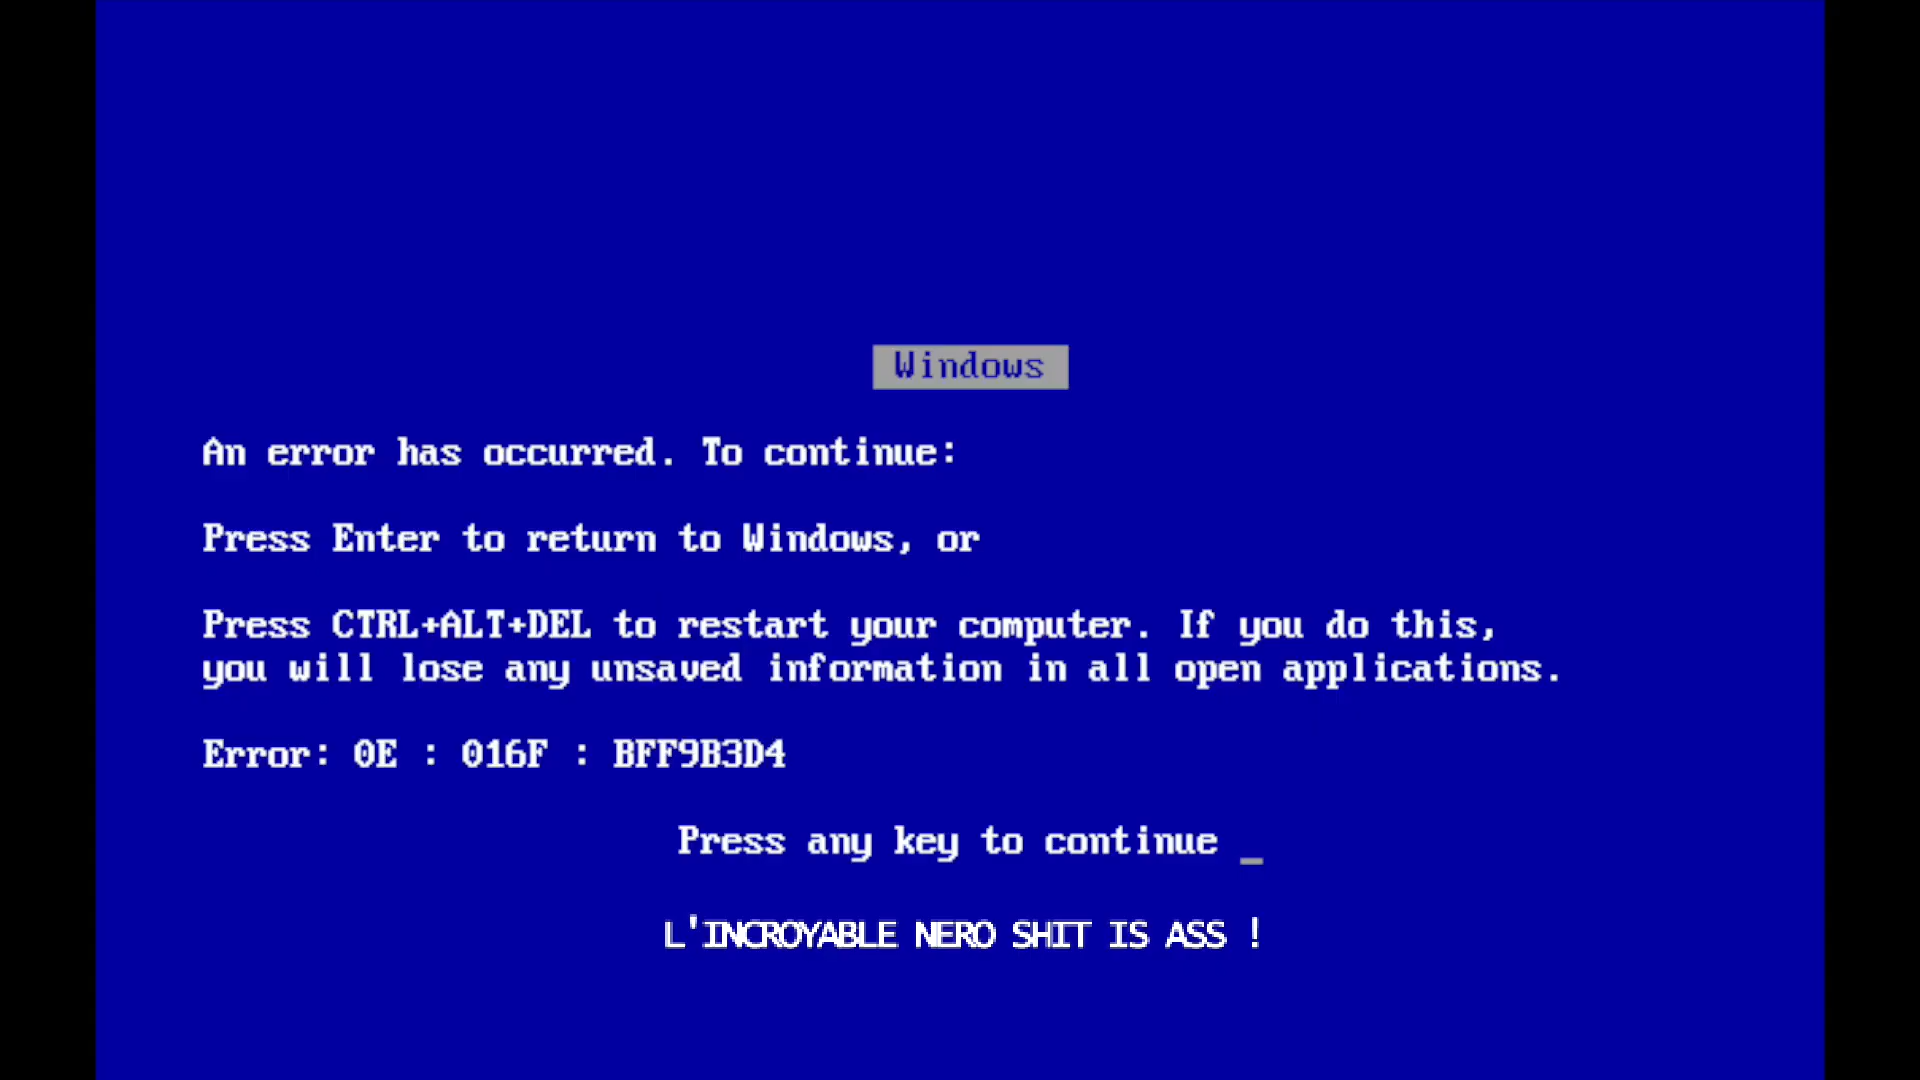 Windows
An error has occurred. To continue:
Press Enter to return to Windows, or
Press CTRL+ALT+DEL to restart your computer. If you do this,
you will lose any unsaved information in all open applications.
Error: 0E : 016F : BFF9B3D4
Press any key to continue _
L'INCROYABLE NERO SHIT IS ASS !